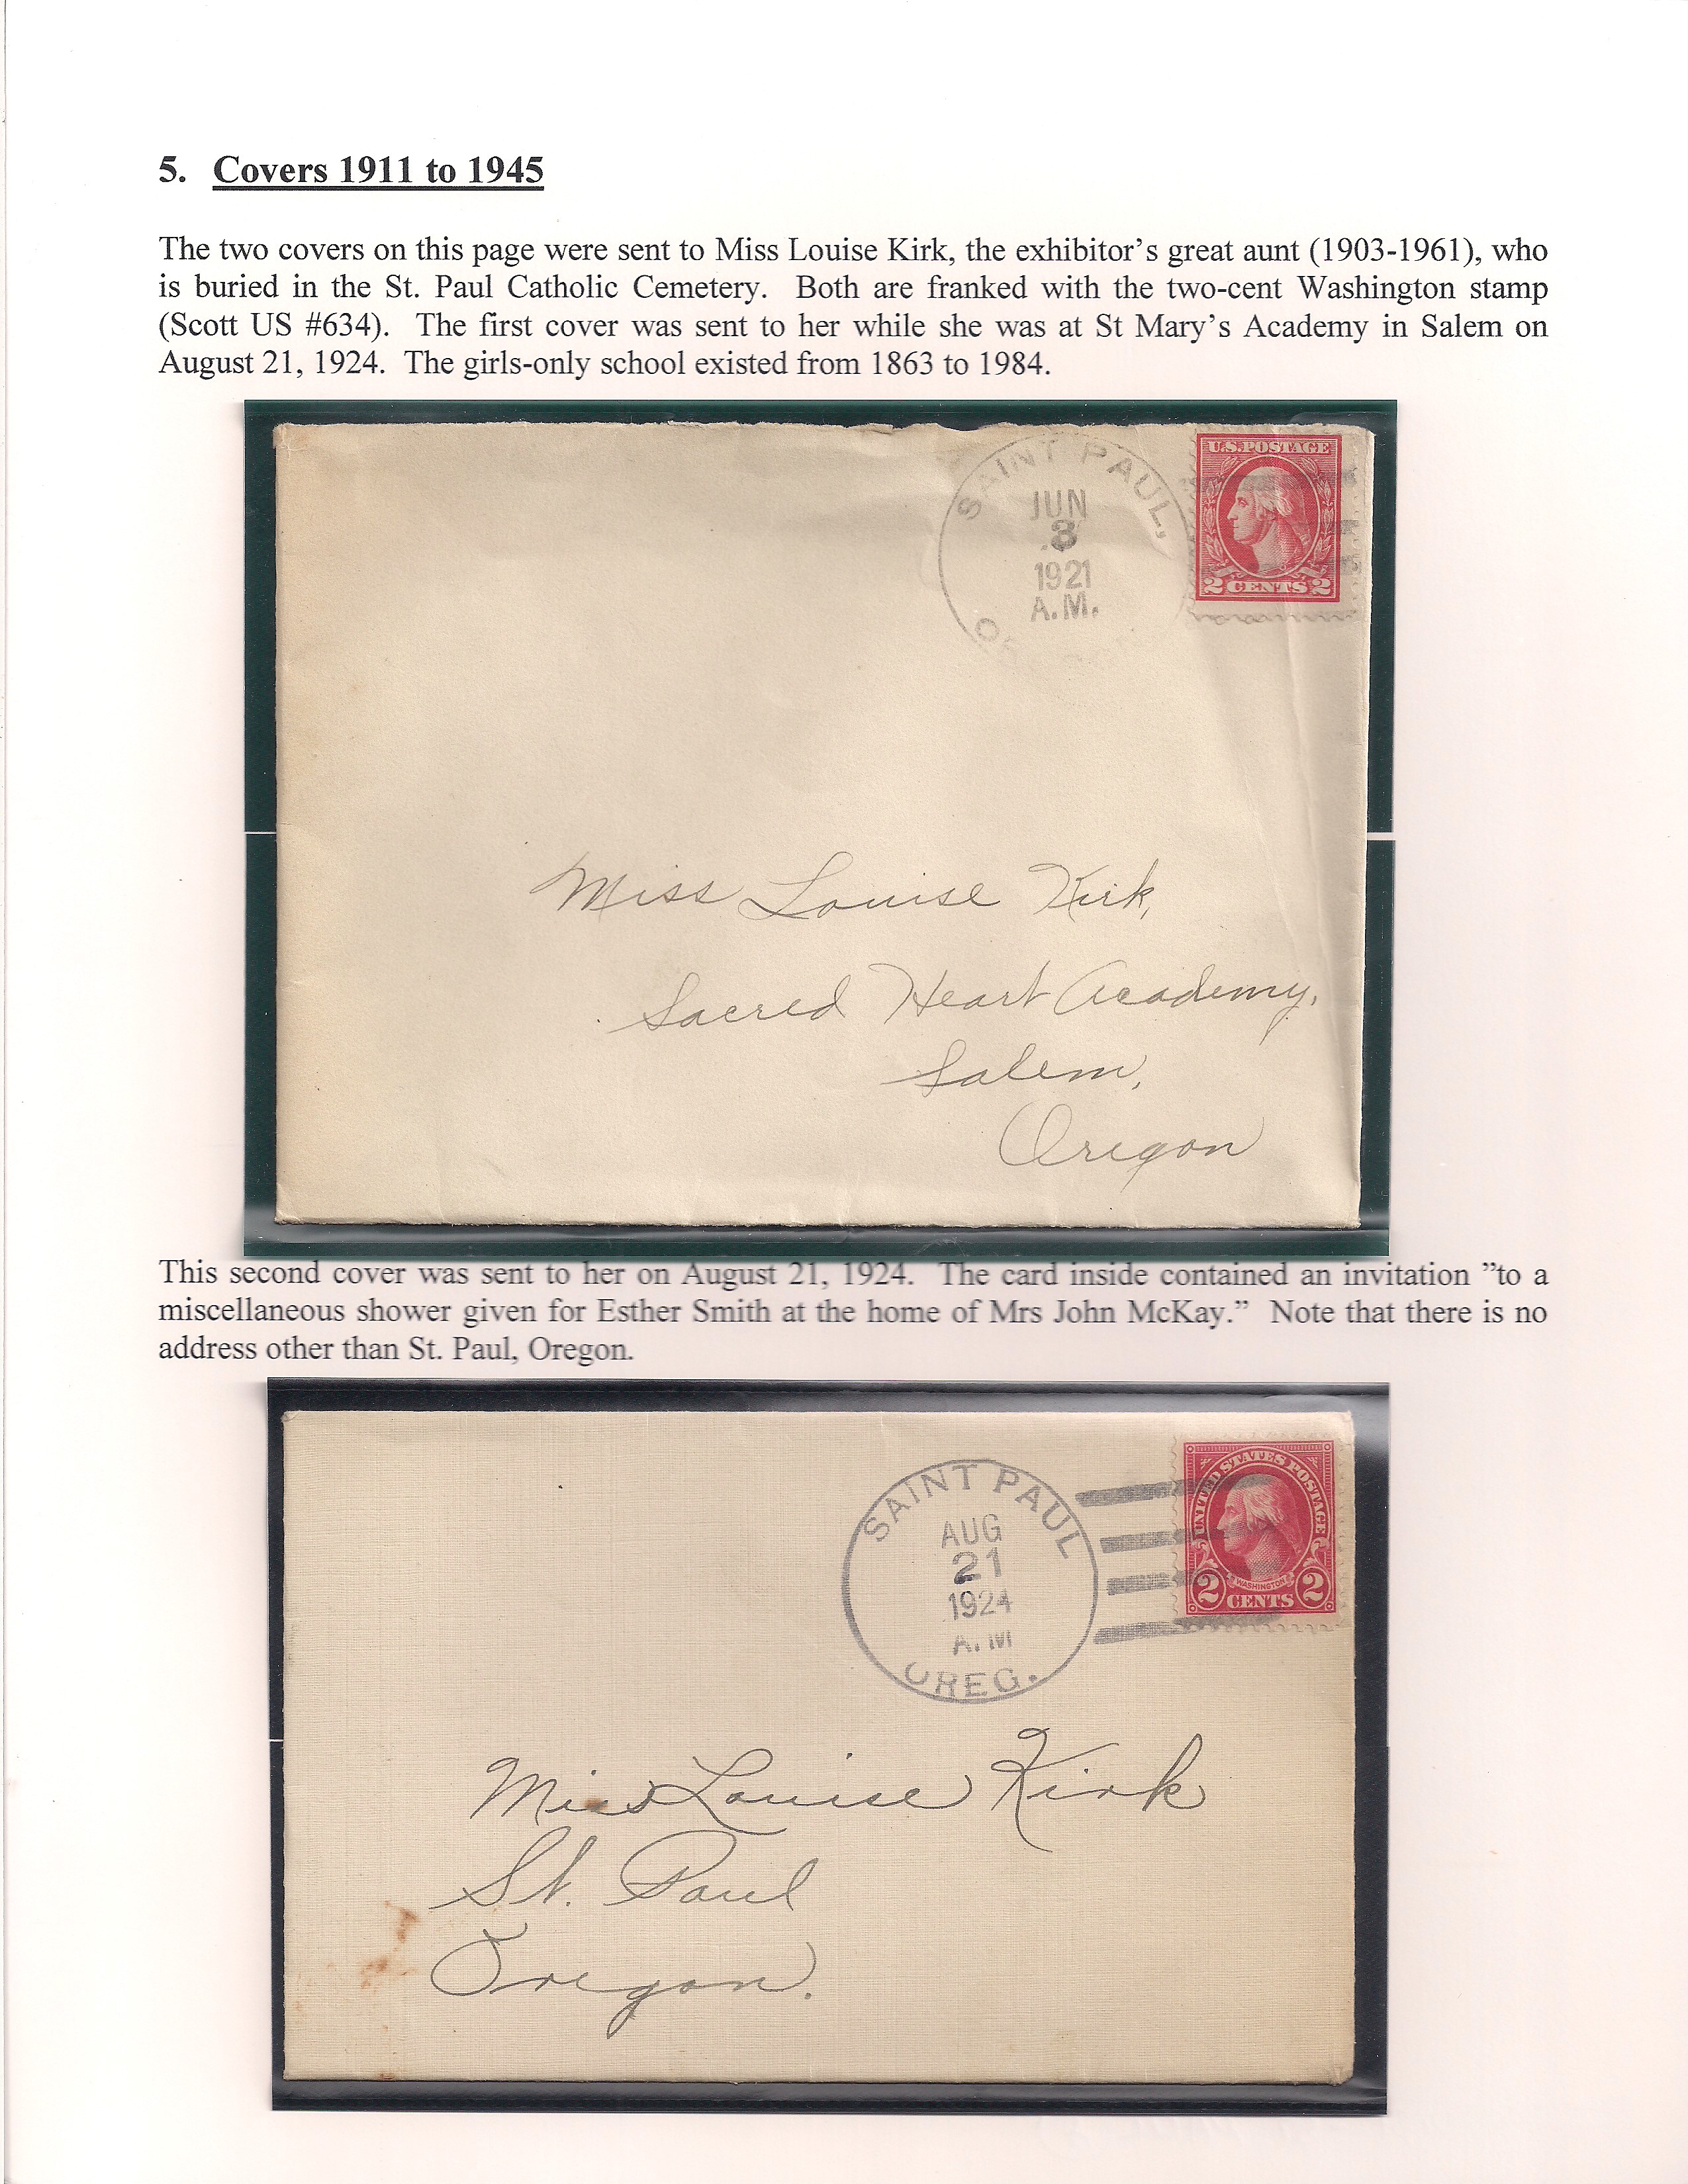 5. Covers 1911 to 1945
The two covers on this page were sent to Miss Louise Kirk, the exhibitor's great aunt (1903-1961), who
is buried in the St. Paul Catholic Cemetery. Both are franked with the two-cent Washington stamp
(Scott US #634). The first cover was sent to her while she was at St Mary's Academy in Salem on
August 21, 1924. The girls-only school existed from 1863 to 1984.
SAINT PAUL,
JUN
3
1921
A.M.
U.S. POSTAGE
2 CENTS 2
Miss Louise Kirk,
Sacred Heart Academy,
Salem,
Oregon
This second cover was sent to her on August 21, 1924. The card inside contained an invitation ”to a
miscellaneous shower given for Esther Smith at the home of Mrs John McKay.” Note that there is no
address other than St. Paul, Oregon.
SAINT PAUL
AUG
21
1924
A.M
OREG.
UNITED STATES POSTAGE
WASHINGTON
2 CENTS 2
Miss Louise Kirk
St. Paul
Oregon.